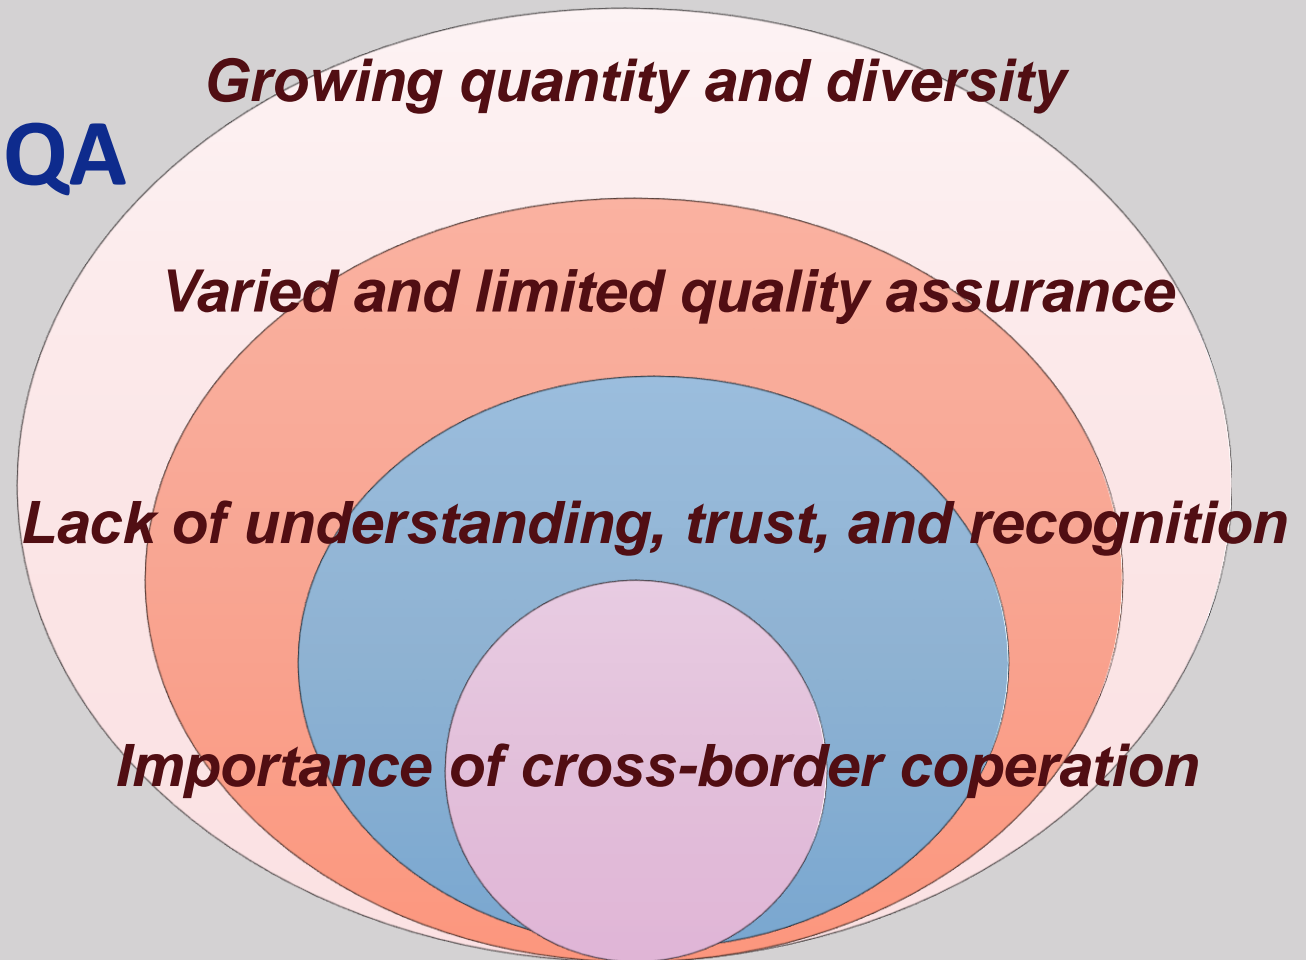 Growing quantity and diversity
QA
Varied and limited quality assurance
Lack of understanding, trust, and recognition
Importance of cross-border coperation